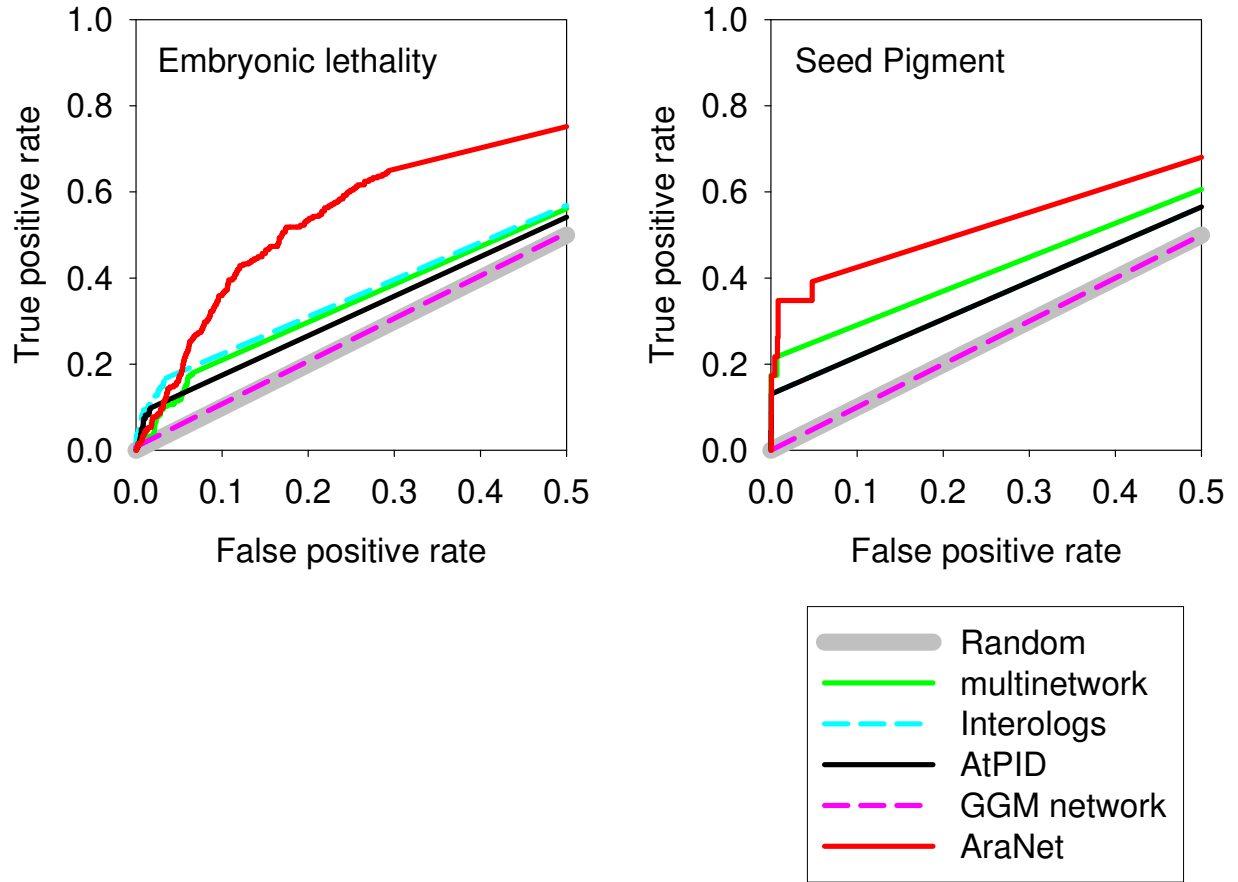 Embryonic lethality
True positive rate
1.0
0.8
0.6
0.4
0.2
0.0
0.0 0.1 0.2 0.3 0.4 0.5
False positive rate
Seed Pigment
True positive rate
1.0
0.8
0.6
0.4
0.2
0.0
0.0 0.1 0.2 0.3 0.4 0.5
False positive rate
Random
multinetwork
Interologs
AtPID
GGM network
AraNet